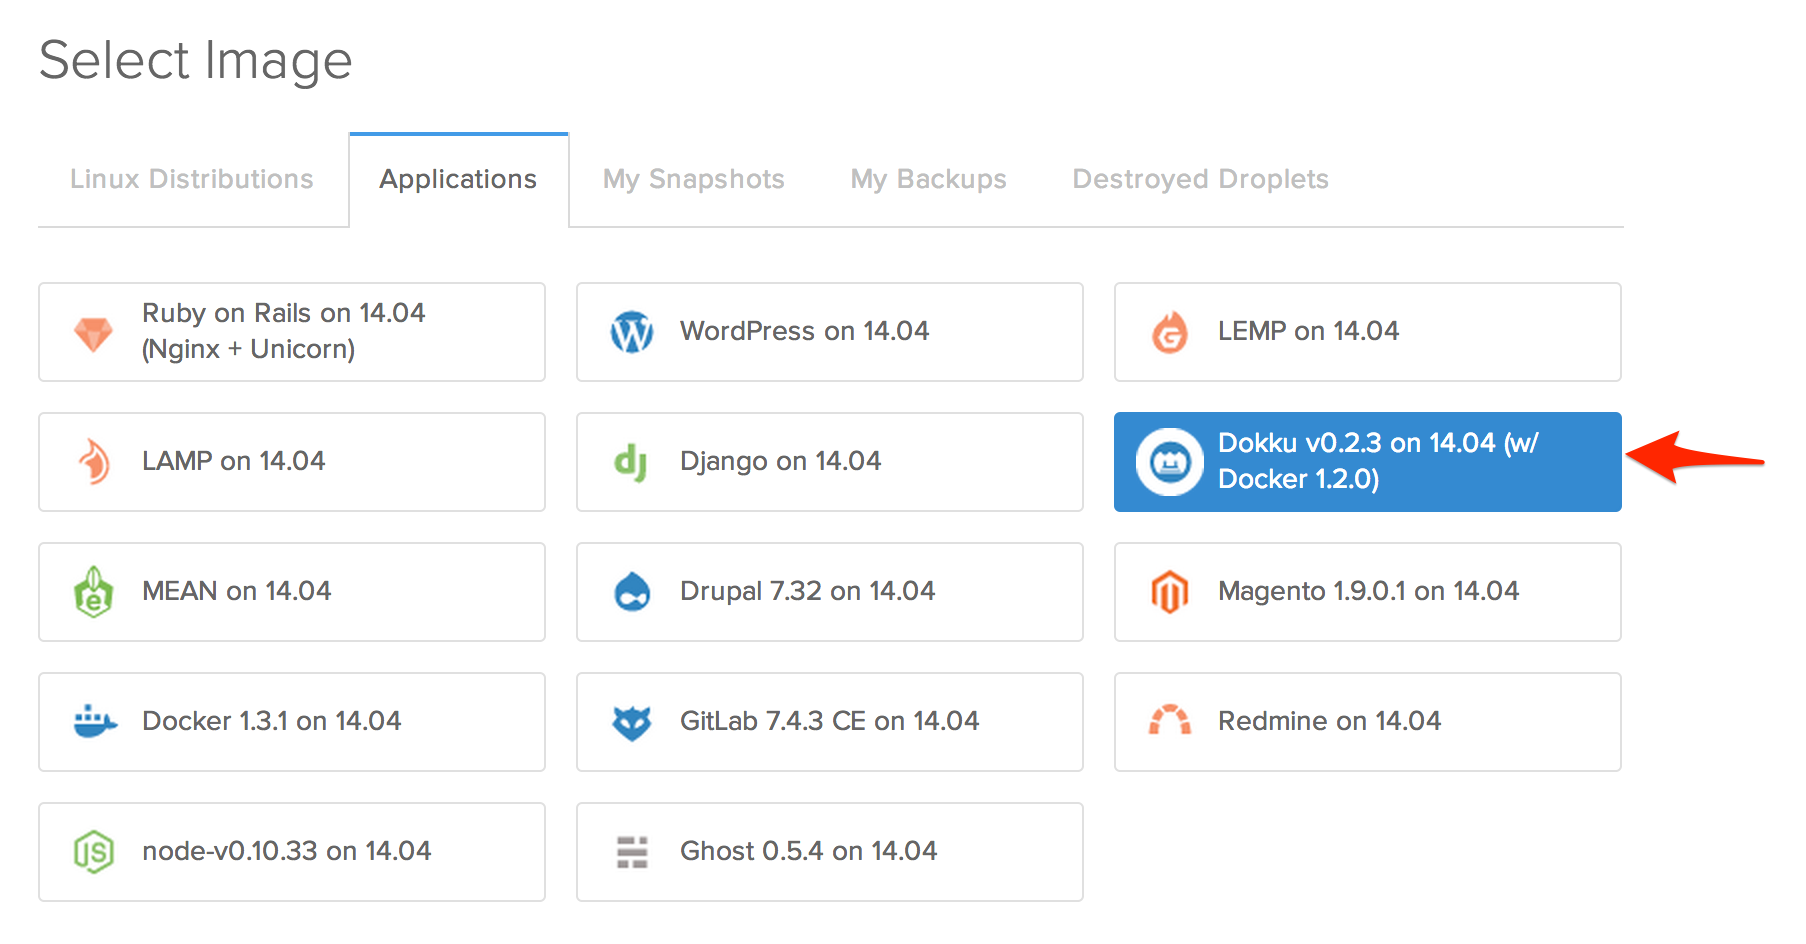 Select Image
Linux Distributions
Applications
My Snapshots
My Backups
Destroyed Droplets
Ruby on Rails on 14.04
(Nginx + Unicorn)
WordPress on 14.04
LEMP on 14.04
LAMP on 14.04
dj
Django on 14.04
Dokku v0.2.3 on 14.04 (w/
Docker 1.2.0)
MEAN on 14.04
Drupal 7.32 on 14.04
Magento 1.9.0.1 on 14.04
Docker 1.3.1 on 14.04
GitLab 7.4.3 CE on 14.04
Redmine on 14.04
JS
node-v0.10.33 on 14.04
Ghost 0.5.4 on 14.04